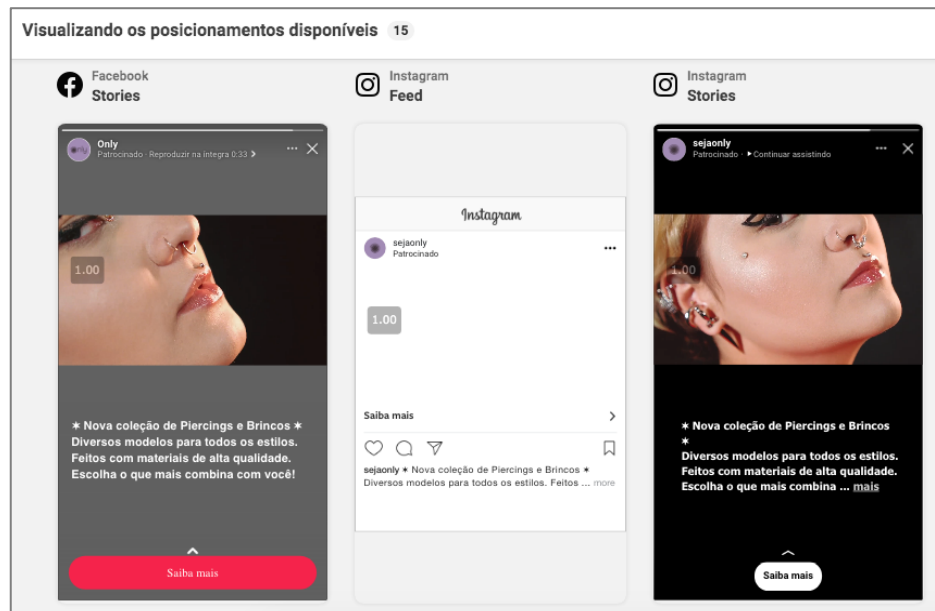 Visualizando os posicionamentos disponíveis 15
Facebook
Stories
Instagram
Feed
Instagram
Stories
Only
Patrocinado · Reproduzir na íntegra 0:33
1.00
✶ Nova coleção de Piercings e Brincos ✶
Diversos modelos para todos os estilos.
Feitos com materiais de alta qualidade.
Escolha o que mais combina com você!
Saiba mais
Instagram
sejaonly
Patrocinado
1.00
Saiba mais
sejaonly ✶ Nova coleção de Piercings e Brincos ✶
Diversos modelos para todos os estilos. Feitos ... more
sejaonly
Patrocinado · Continuar assistindo
1.00
✶ Nova coleção de Piercings e Brincos
✶
Diversos modelos para todos os estilos.
Feitos com materiais de alta qualidade.
Escolha o que mais combina ... mais
Saiba mais